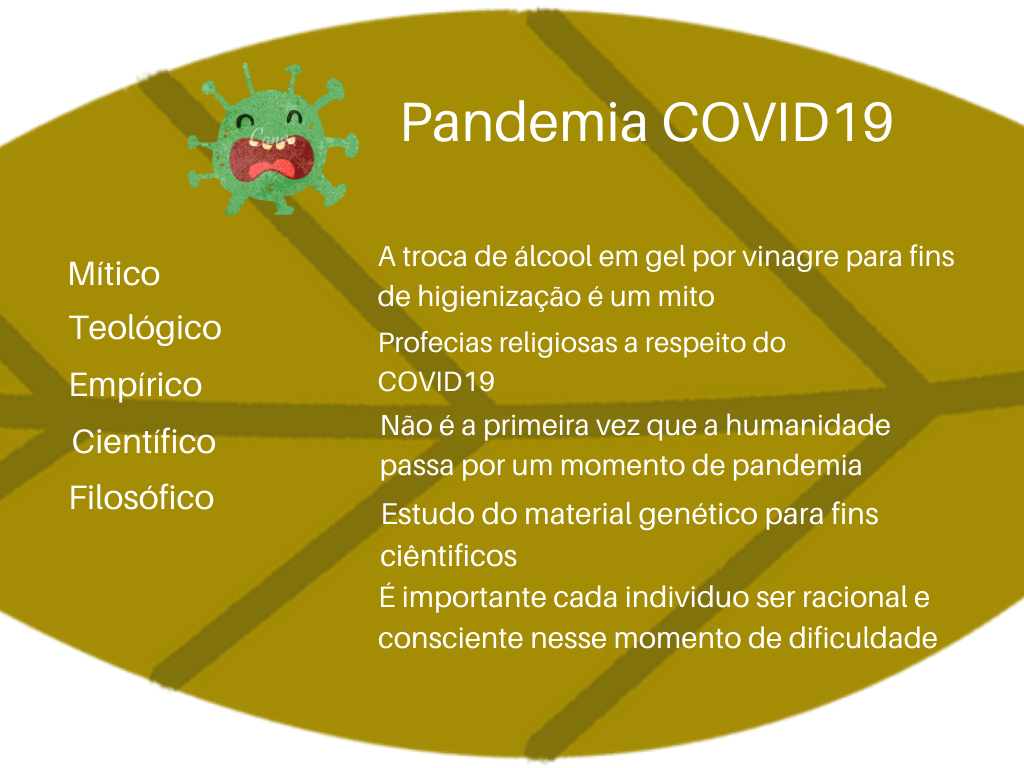 Pandemia COVID19
Canva
Mítico
Teológico
Empírico
Científico
Filosófico
A troca de álcool em gel por vinagre para fins
de higienização é um mito
Profecias religiosas a respeito do
COVID19
Não é a primeira vez que a humanidade
passa por um momento de pandemia
Estudo do material genético para fins
ciêntificos
É importante cada individuo ser racional e
consciente nesse momento de dificuldade